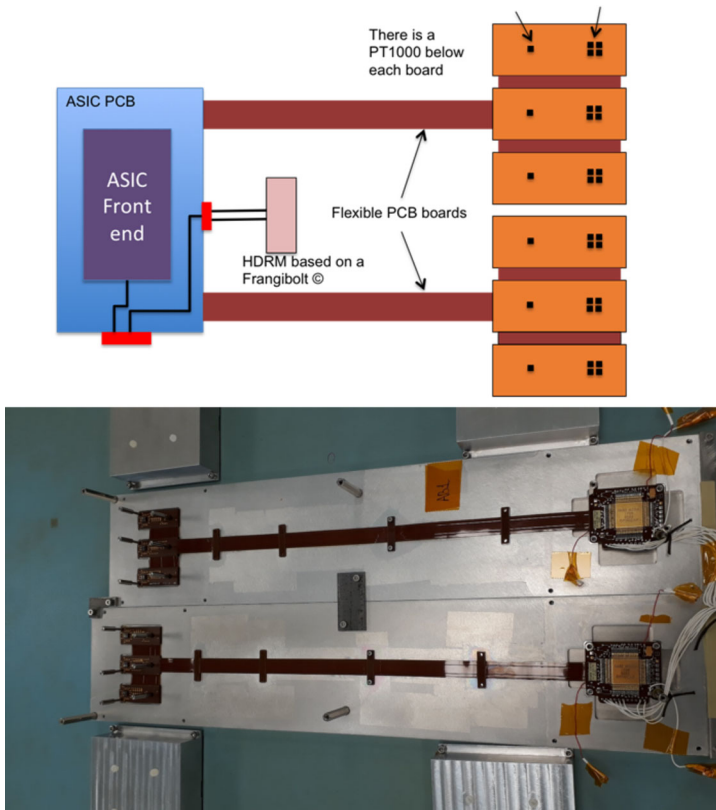 There is a
PT1000 below
each board
ASIC PCB
ASIC
Front
end
Flexible PCB boards
HDRM based on a
Frangibolt ©